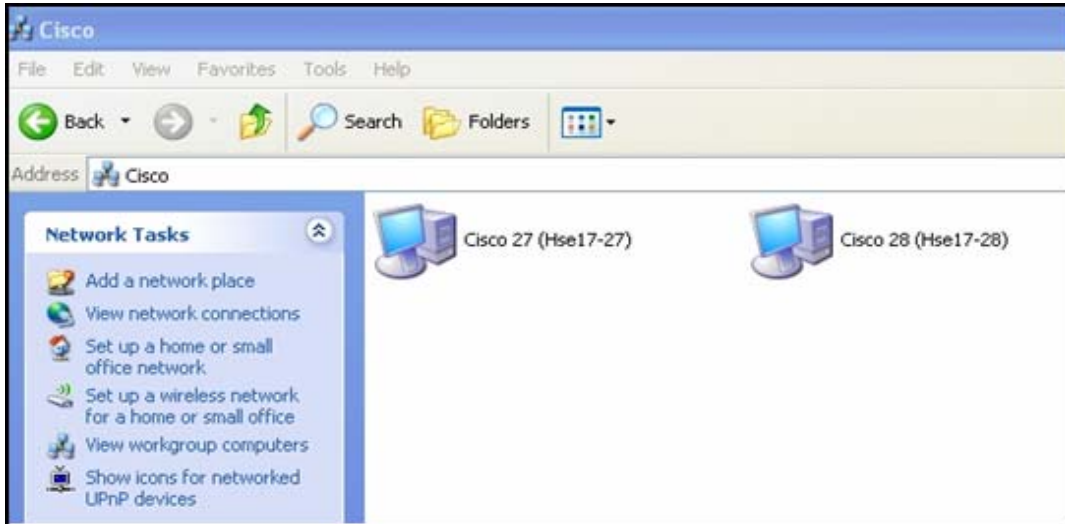 Cisco
File Edit View Favorites Tools Help
Back Search Folders
Address Cisco
Network Tasks
Add a network place
View network connections
Set up a home or small
office network
Set up a wireless network
for a home or small office
View workgroup computers
Show icons for networked
UPnP devices
Cisco 27 (Hse17-27)
Cisco 28 (Hse17-28)